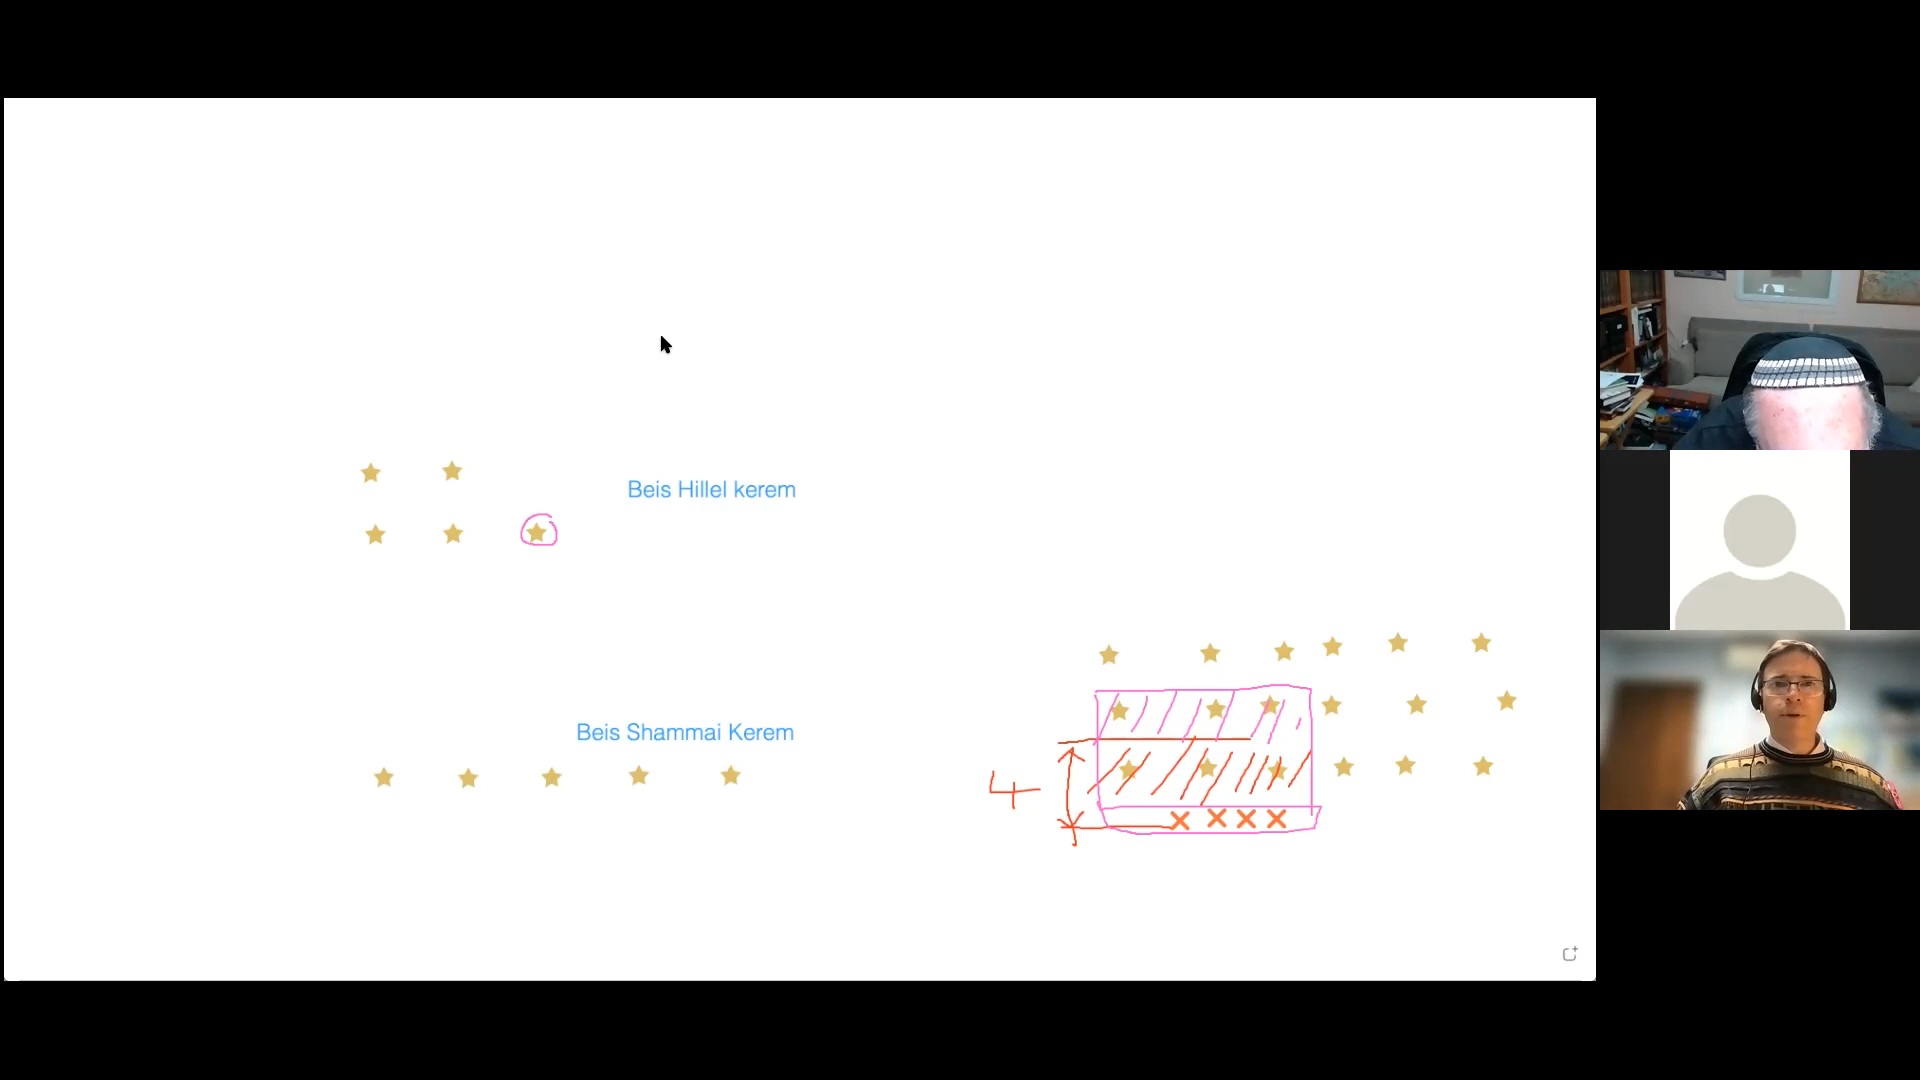 Beis Hillel kerem
Beis Shammai Kerem
4
× × × ×